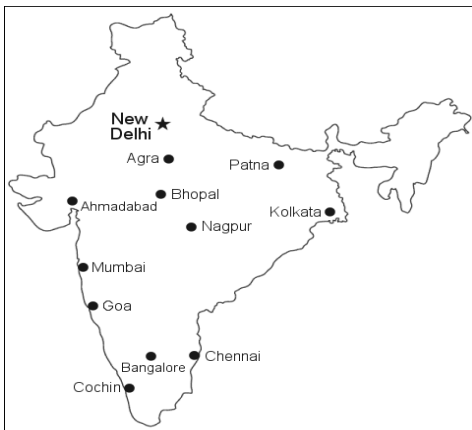 New
Delhi
Agra
Patna
Bhopal
Ahmadabad
Kolkata
Nagpur
Mumbai
Goa
Chennai
Bangalore
Cochin